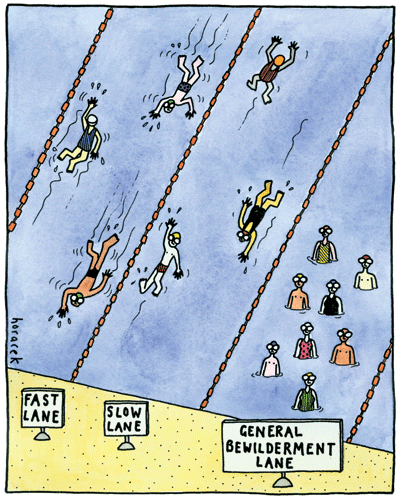 horacek
FAST
LANE
SLOW
LANE
GENERAL
BEWILDERMENT
LANE